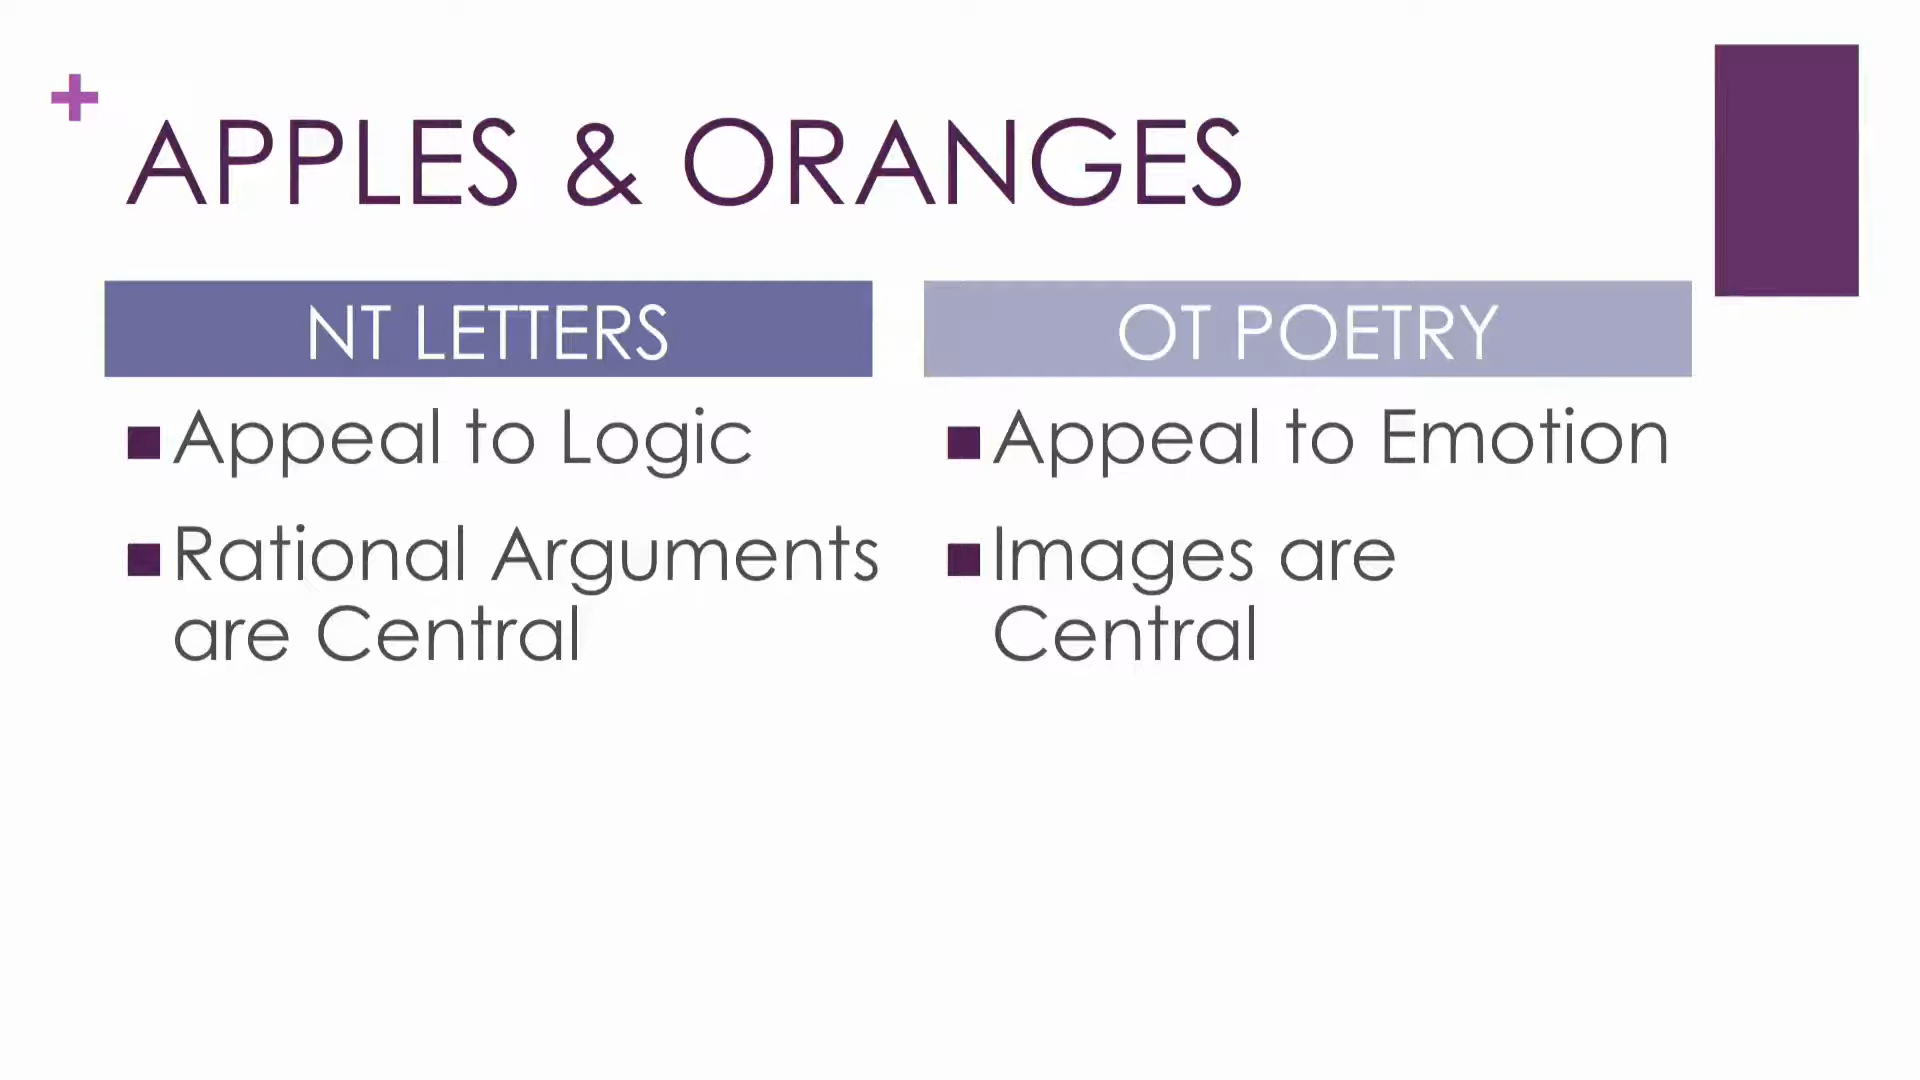 APPLES & ORANGES
NT LETTERS
Appeal to Logic
Rational Arguments
are Central
OT POETRY
Appeal to Emotion
Images are
Central